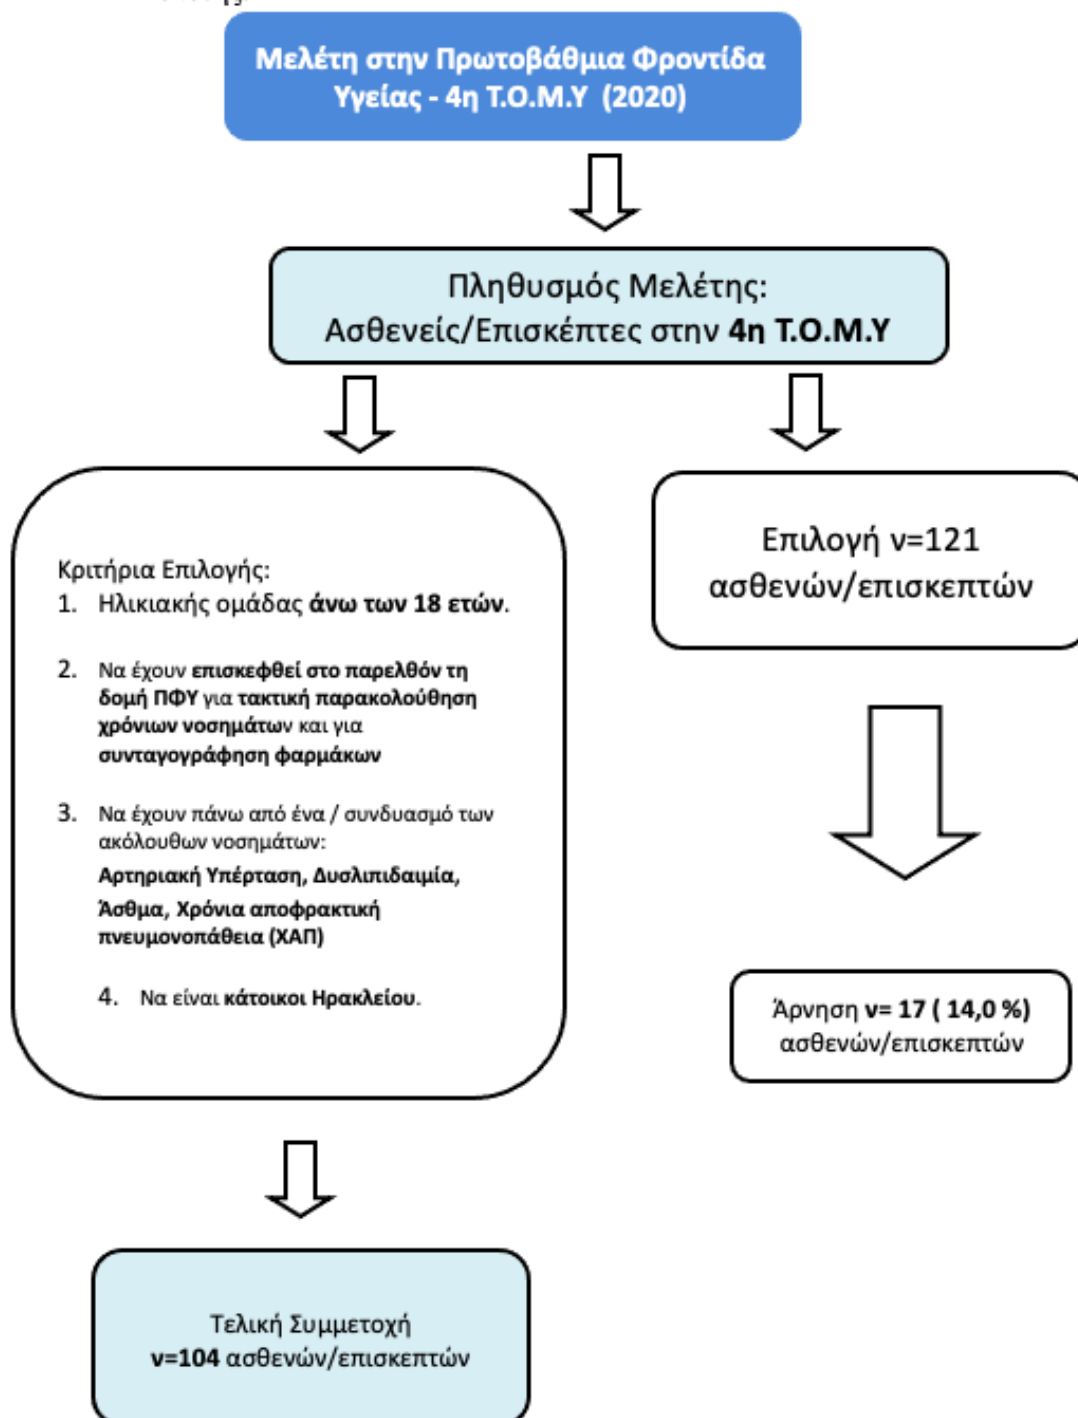 Μελέτη στην Πρωτοβάθμια Φροντίδα
Υγείας - 4η Τ.Ο.Μ.Υ (2020)
Πληθυσμός Μελέτης:
Ασθενείς/Επισκέπτες στην 4η Τ.Ο.Μ.Υ
Κριτήρια Επιλογής:
1. Ηλικιακής ομάδας άνω των 18 ετών.
2. Να έχουν επισκεφθεί στο παρελθόν τη
δομή ΠΦΥ για τακτική παρακολούθηση
χρόνιων νοσημάτων και για
συνταγογράφηση φαρμάκων
3. Να έχουν πάνω από ένα / συνδυασμό των
ακόλουθων νοσημάτων:
Αρτηριακή Υπέρταση, Δυσλιπιδαιμία,
Άσθμα, Χρόνια αποφρακτική
πνευμονοπάθεια (ΧΑΠ)
4. Να είναι κάτοικοι Ηρακλείου.
Επιλογή ν=121
ασθενών/επισκεπτών
Άρνηση ν= 17 ( 14,0 %)
ασθενών/επισκεπτών
Τελική Συμμετοχή
ν=104 ασθενών/επισκεπτών